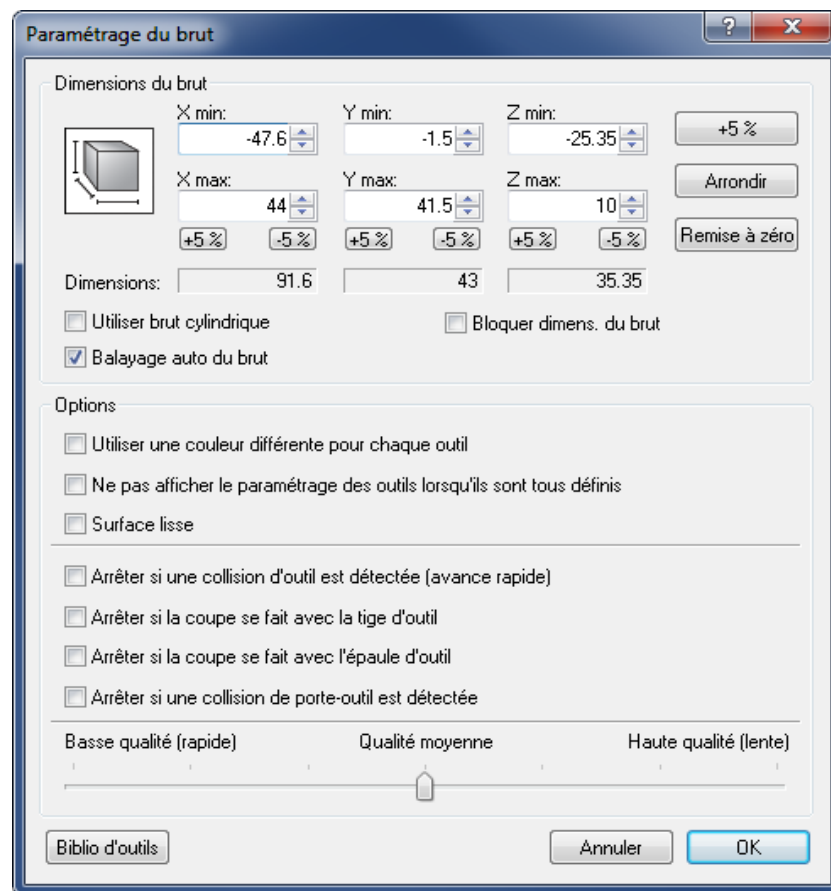 Paramétrage du brut
Dimensions du brut
X min: Y min: Z min:
-47.6 -1.5 -25.35 +5 %
X max: Y max: Z max: Arrondir
44 41.5 10
+5 % -5 % +5 % -5 % +5 % -5 % Remise à zéro
Dimensions: 91.6 43 35.35
Utiliser brut cylindrique Bloquer dimens. du brut
Balayage auto du brut
Options
Utiliser une couleur différente pour chaque outil
Ne pas afficher le paramétrage des outils lorsqu'ils sont tous définis
Surface lisse
Arrêter si une collision d'outil est détectée (avance rapide)
Arrêter si la coupe se fait avec la tige d'outil
Arrêter si la coupe se fait avec l'épaule d'outil
Arrêter si une collision de porte-outil est détectée
Basse qualité (rapide) Qualité moyenne Haute qualité (lente)
Biblio d'outils Annuler OK